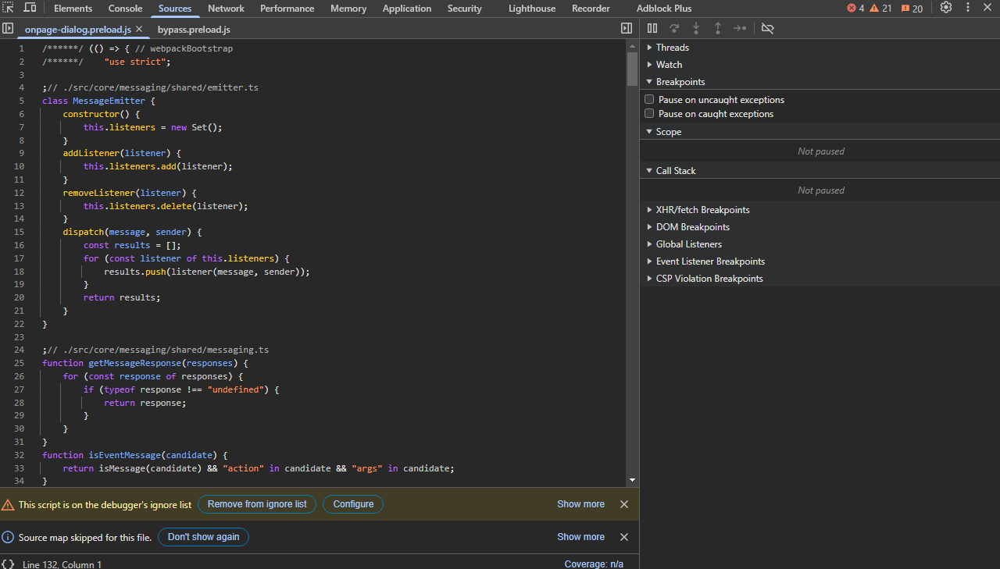 Elements Console Sources Network Performance Memory Application Security Lighthouse Recorder Adblock Plus 4 21 20
onpage-dialog.preload.js bypass.preload.js
1 /******/ (() => { // webpackBootstrap
2 /******/ "use strict";
3
4 ;// ./src/core/messaging/shared/emitter.ts
5 class MessageEmitter {
6 constructor() {
7 this.listeners = new Set();
8 }
9 addListener(listener) {
10 this.listeners.add(listener);
11 }
12 removeListener(listener) {
13 this.listeners.delete(listener);
14 }
15 dispatch(message, sender) {
16 const results = [];
17 for (const listener of this.listeners) {
18 results.push(listener(message, sender));
19 }
20 return results;
21 }
22 }
23
24 ;// ./src/core/messaging/shared/messaging.ts
25 function getMessageResponse(responses) {
26 for (const response of responses) {
27 if (typeof response !== "undefined") {
28 return response;
29 }
30 }
31 }
32 function isEventMessage(candidate) {
33 return isMessage(candidate) && "action" in candidate && "args" in candidate;
34 }
This script is on the debugger's ignore list Remove from ignore list Configure Show more
Source map skipped for this file. Don't show again Show more
{} Line 132, Column 1 Coverage: n/a
Threads
Watch
Breakpoints
Pause on uncaught exceptions
Pause on caught exceptions
Scope
Not paused
Call Stack
Not paused
XHR/fetch Breakpoints
DOM Breakpoints
Global Listeners
Event Listener Breakpoints
CSP Violation Breakpoints